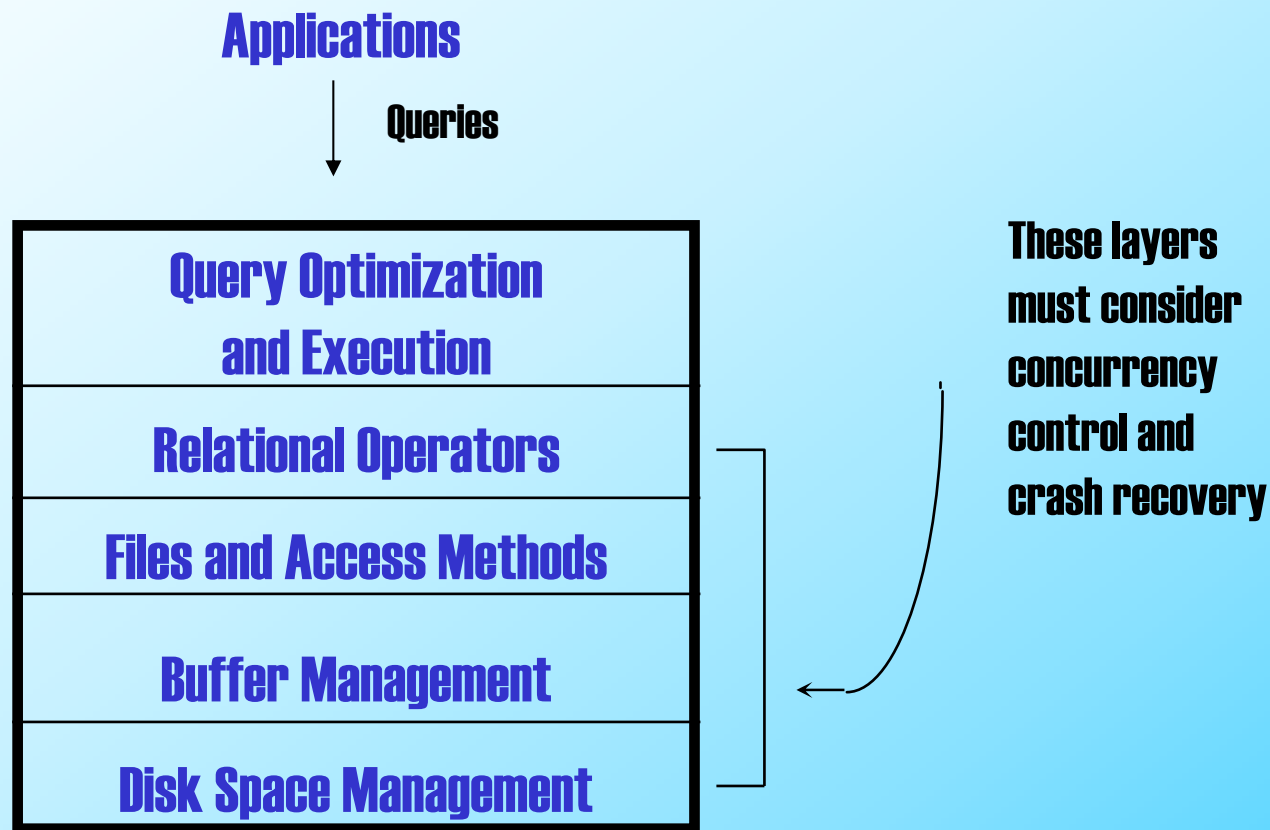 Applications
Queries
Query Optimization
and Execution
Relational Operators
Files and Access Methods
Buffer Management
Disk Space Management
These layers
must consider
concurrency
control and
crash recovery